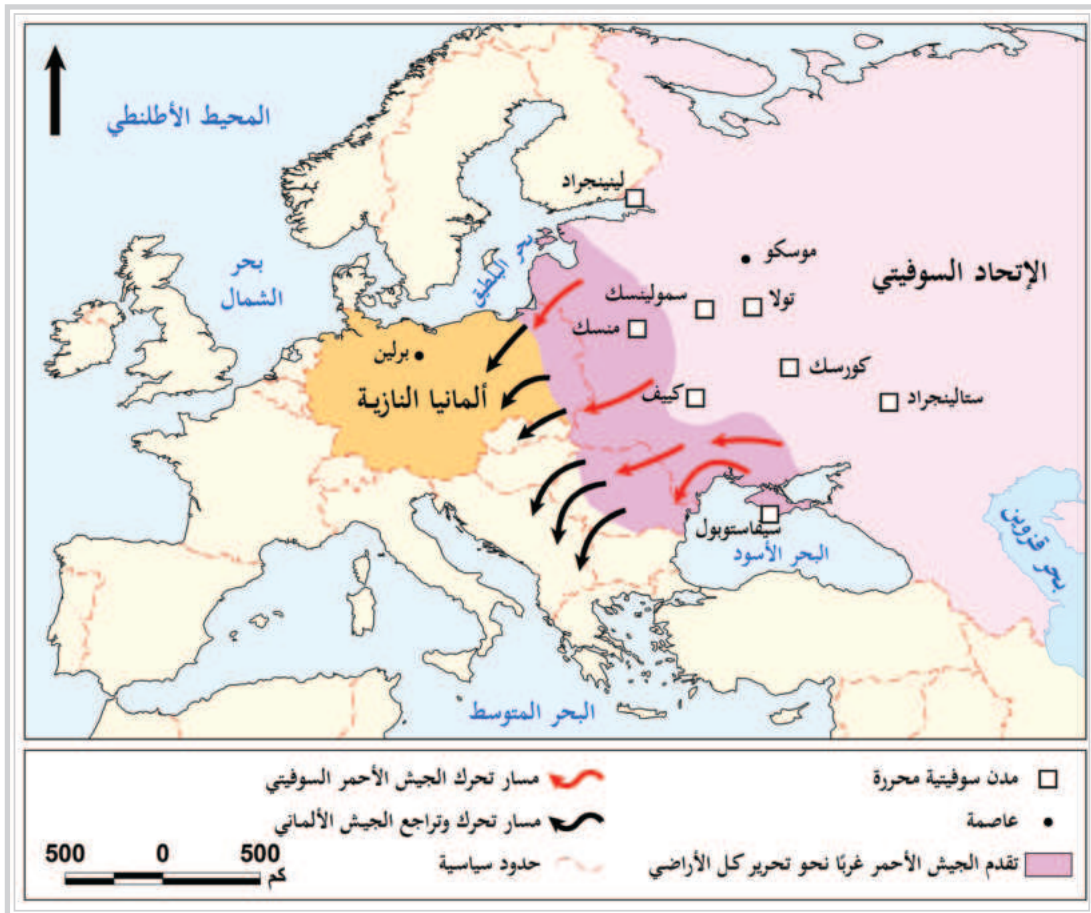 المحيط الأطلنطي
لينينجراد
بحر البلطيق
بحر
الشمال
موسكو
الإتحاد السوفيتي
سمولينسك
تولا
منسك
برلين
ألمانيا النازية
كورسك
كييف
ستالينجراد
سيفاستوبول
البحر الأسود
بحر قزوين
البحر المتوسط
مدن سوفيتية محررة
مسار تحرك الجيش الأحمر السوفيتي
عاصمة
مسار تحرك وتراجع الجيش الألماني
تقدم الجيش الأحمر غربًا نحو تحرير كل الأراضي
حدود سياسية
500 0 500
كم